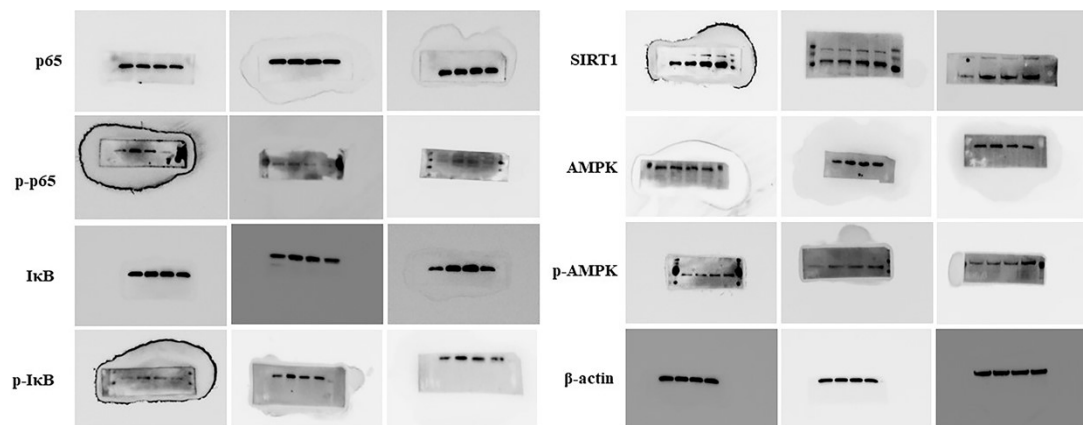 p65
p-p65
IκB
p-IκB
SIRT1
AMPK
p-AMPK
β-actin